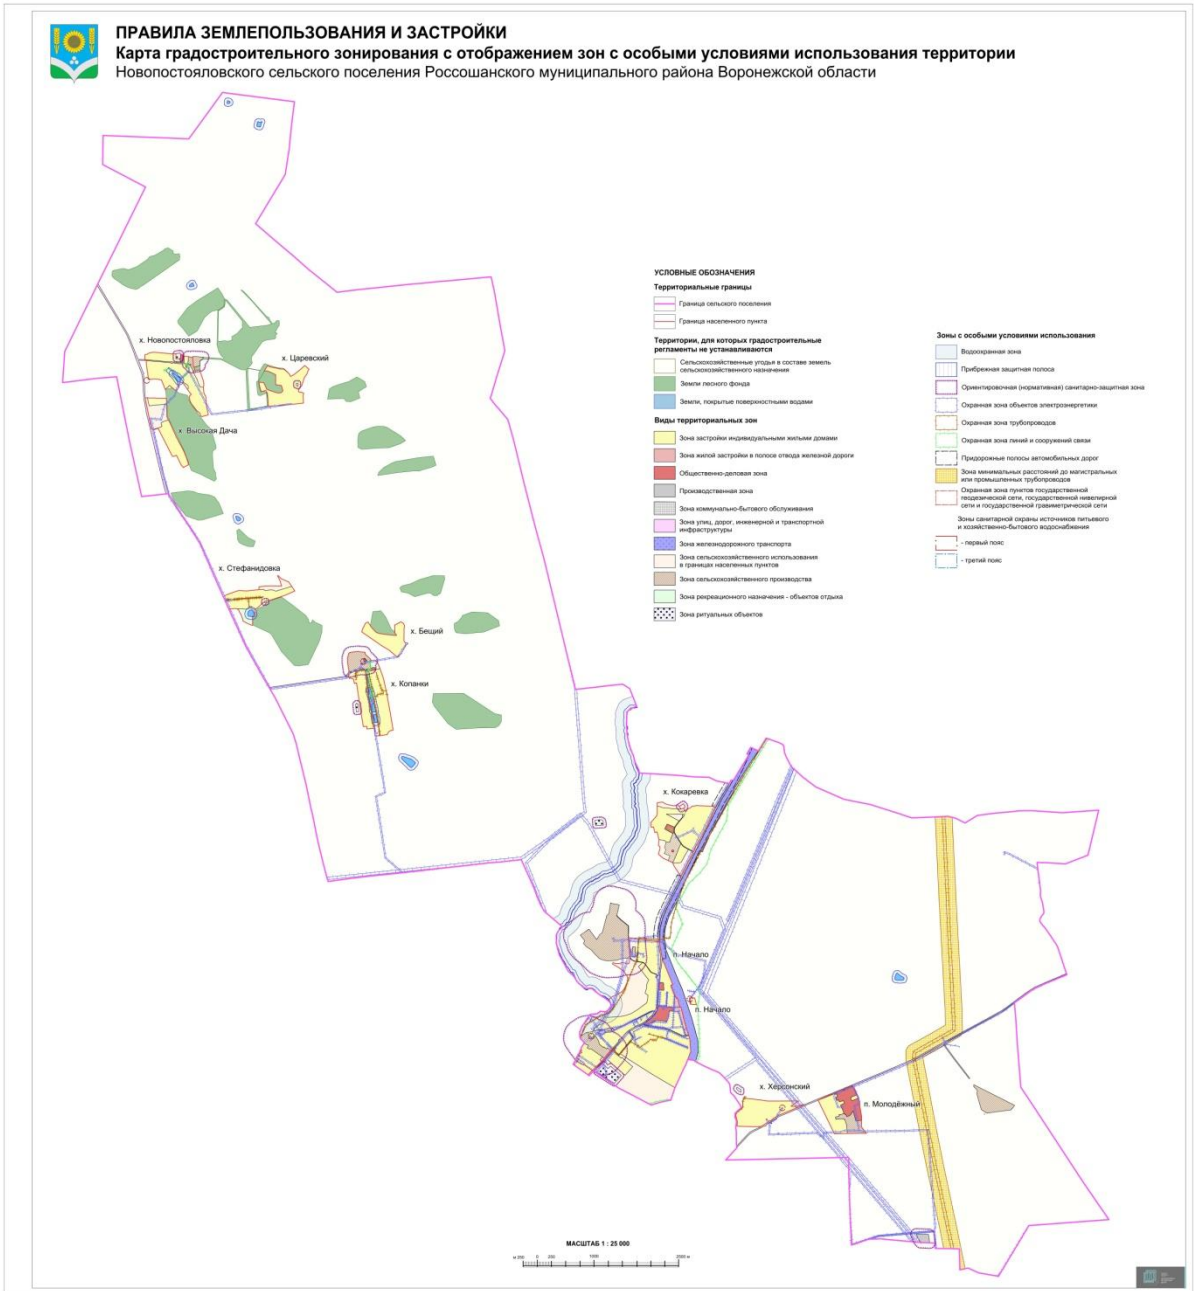 ПРАВИЛА ЗЕМЛЕПОЛЬЗОВАНИЯ И ЗАСТРОЙКИ
Карта градостроительного зонирования с отображением зон с особыми условиями использования территории
Новопостояловского сельского поселения Россошанского муниципального района Воронежской области
УСЛОВНЫЕ ОБОЗНАЧЕНИЯ
Территориальные границы
Граница сельского поселения
Граница населенного пункта
Территории, для которых градостроительные
регламенты не устанавливаются
Сельскохозяйственные угодья в составе земель
сельскохозяйственного назначения
Земли лесного фонда
Земли, покрытые поверхностными водами
Виды территориальных зон
Зона застройки индивидуальными жилыми домами
Зона жилой застройки в полосе отвода железной дороги
Общественно-деловая зона
Производственная зона
Зона коммунально-бытового обслуживания
Зона улиц, дорог, инженерной и транспортной
инфраструктуры
Зона железнодорожного транспорта
Зона сельскохозяйственного использования
в границах населенных пунктов
Зона сельскохозяйственного производства
Зона рекреационного назначения - объектов отдыха
Зона ритуальных объектов
Зоны с особыми условиями использования
Водоохранная зона
Прибрежная защитная полоса
Ориентировочная (нормативная) санитарно-защитная зона
Охранная зона объектов электроэнергетики
Охранная зона трубопроводов
Охранная зона линий и сооружений связи
Придорожные полосы автомобильных дорог
Зона минимальных расстояний до магистральных
или промышленных трубопроводов
Охранная зона пунктов государственной
геодезической сети, государственной нивелирной
сети и государственной гравиметрической сети
Зоны санитарной охраны источников питьевого
и хозяйственно-бытового водоснабжения
- первый пояс
- третий пояс
х. Новопостояловка
х. Царевский
х. Высокая Дача
х. Стефанидовка
х. Бещий
х. Копанки
х. Кокаревка
п. Начало
п. Начало
х. Херсонский
п. Молодёжный
МАСШТАБ 1 : 25 000
м 200 0 200 1000 2000 м